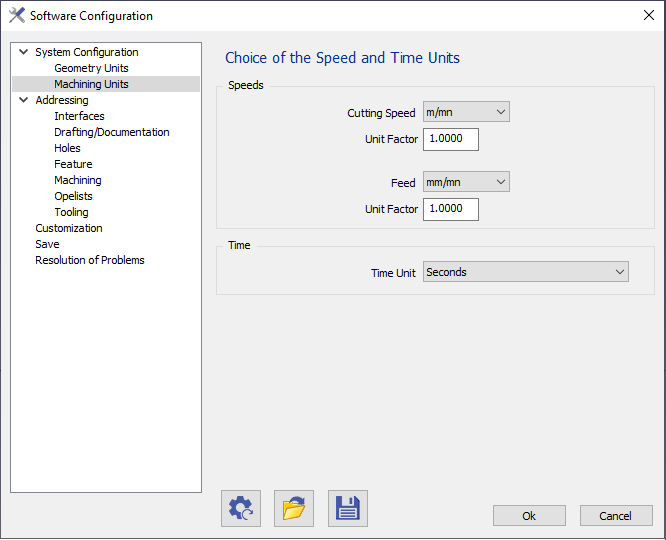 Software Configuration
System Configuration
Geometry Units
Machining Units
Addressing
Interfaces
Drafting/Documentation
Holes
Feature
Machining
Opelists
Tooling
Customization
Save
Resolution of Problems
Choice of the Speed and Time Units
Speeds
Cutting Speed m/mn
Unit Factor 1.0000
Feed mm/mn
Unit Factor 1.0000
Time
Time Unit Seconds
Ok Cancel